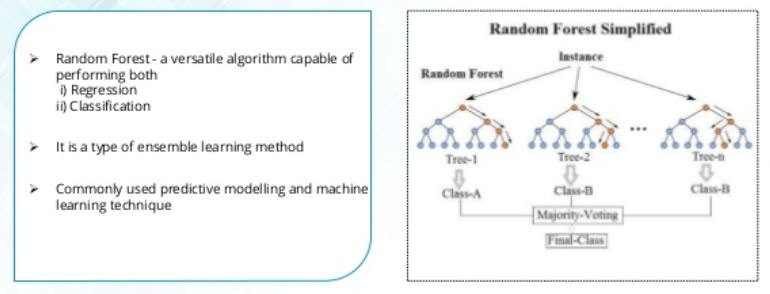 ➢ Random Forest - a versatile algorithm capable of
performing both
i) Regression
ii) Classification
➢ It is a type of ensemble learning method
➢ Commonly used predictive modelling and machine
learning technique
Random Forest Simplified
Instance
Random Forest
...
Tree-1 Tree-2 Tree-n
Class-A Class-B Class-B
Majority-Voting
Final-Class